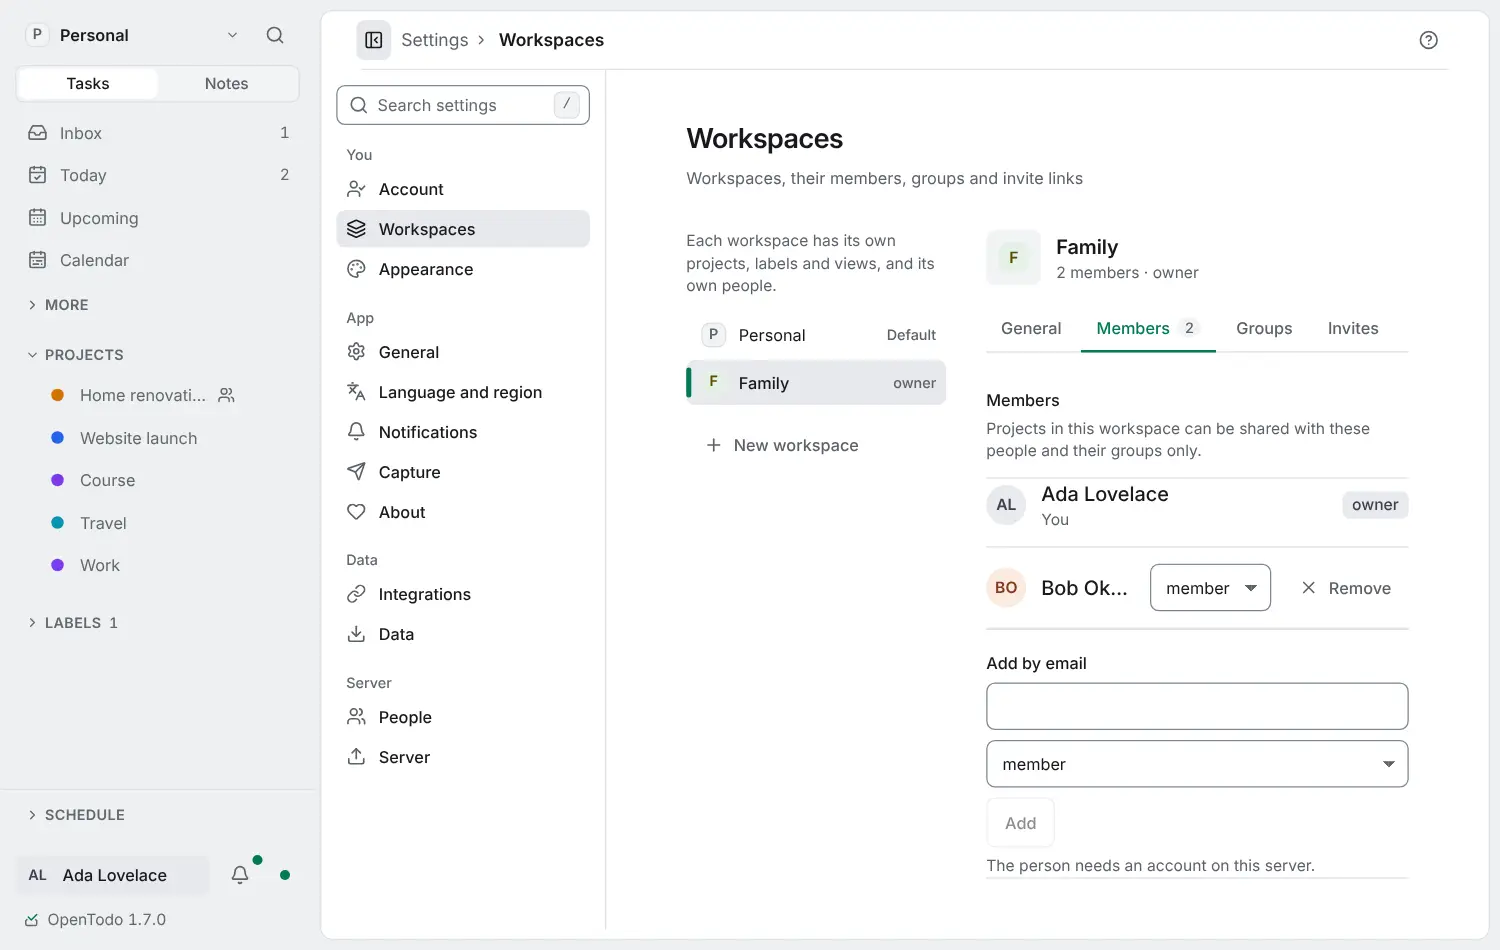 P Personal
Tasks Notes
Inbox 1
Today 2
Upcoming
Calendar
MORE
PROJECTS
Home renovati...
Website launch
Course
Travel
Work
LABELS 1
SCHEDULE
AL Ada Lovelace
OpenTodo 1.7.0
Settings > Workspaces
Search settings /
You
Account
Workspaces
Appearance
App
General
Language and region
Notifications
Capture
About
Data
Integrations
Data
Server
People
Server
Workspaces
Workspaces, their members, groups and invite links
Each workspace has its own
projects, labels and views, and its
own people.
P Personal Default
F Family owner
+ New workspace
F Family
2 members · owner
General Members 2 Groups Invites
Members
Projects in this workspace can be shared with these
people and their groups only.
AL Ada Lovelace owner
You
BO Bob Ok... member Remove
Add by email
member
Add
The person needs an account on this server.